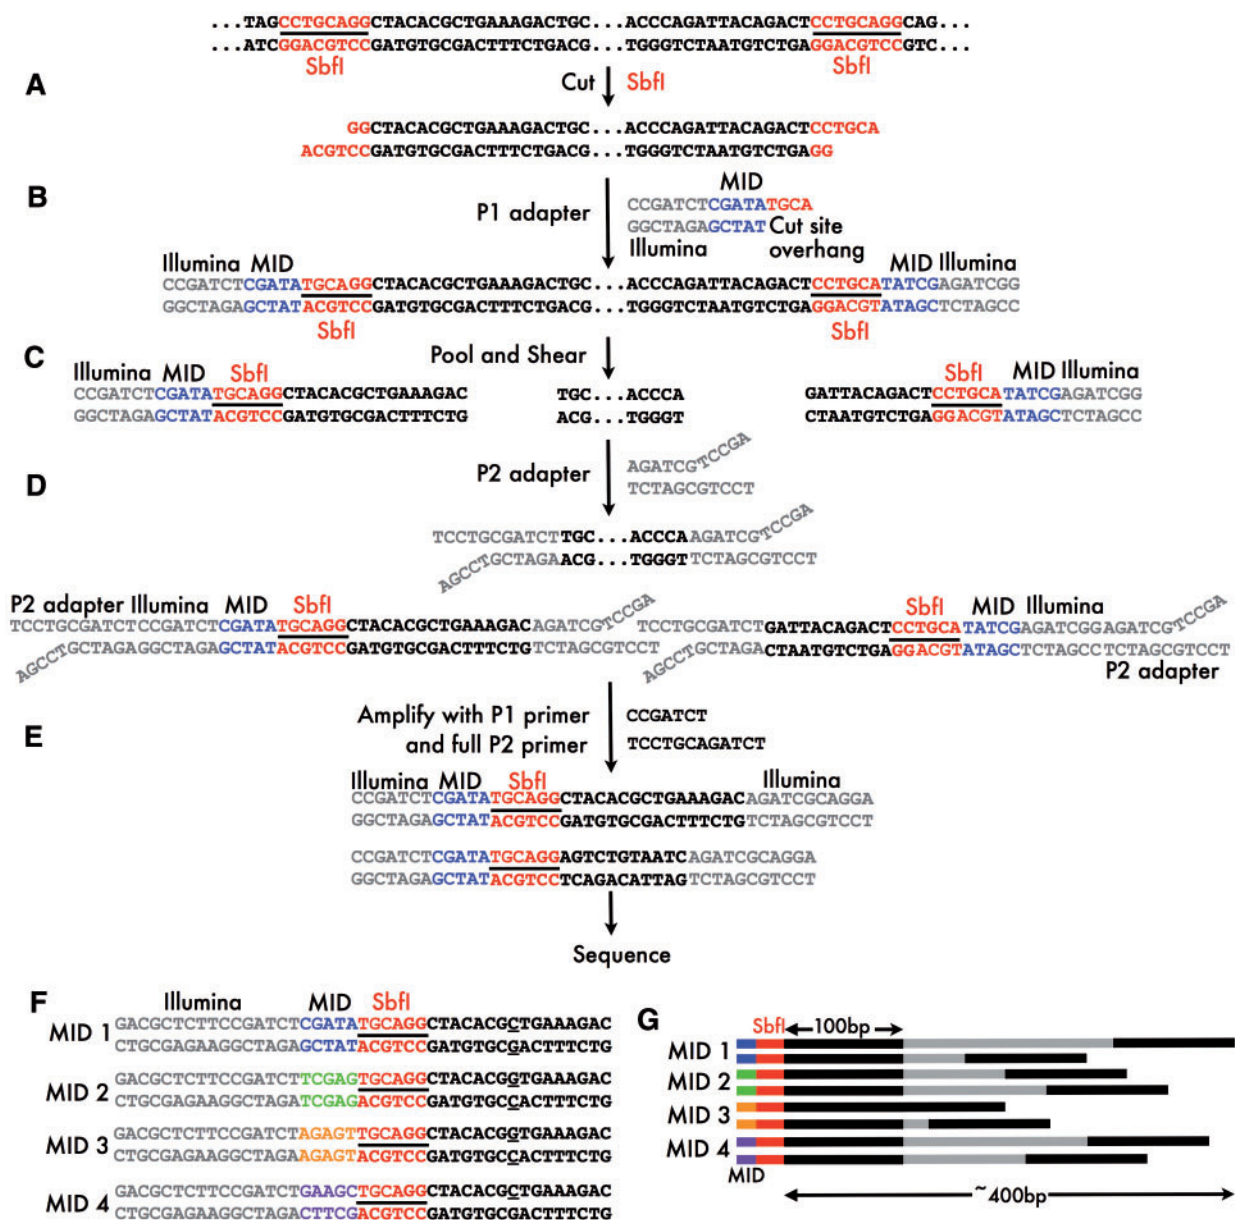 ...TAGCCTGCAGGCTACACGCTGAAAGACTGC...ACCCAGATTACAGACTCCTGCAGGCAG...
...ATCGGACGTCCGATGTGCGACTTTCTGACG...TGGGTCTAATGTCTGAGGACGTCCGTC...
SbfI SbfI
A Cut SbfI
GGCTACACGCTGAAAGACTGC...ACCCAGATTACAGACTCCTGCA
ACGTCCGATGTGCGACTTTCTGACG...TGGGTCTAATGTCTGAGG
B P1 adapter MID
CCGATCTCGATATGCA
GGCTAGAGCTAT Cut site
Illumina overhang
Illumina MID MID Illumina
CCGATCTCGATATGCAGGCTACACGCTGAAAGACTGC...ACCCAGATTACAGACTCCTGCATATCGAGATCGG
GGCTAGAGCTATACGTCCGATGTGCGACTTTCTGACG...TGGGTCTAATGTCTGAGGACGTATAGCTCTAGCC
SbfI SbfI
C Pool and Shear
Illumina MID SbfI SbfI MID Illumina
CCGATCTCGATATGCAGGCTACACGCTGAAAGAC TGC...ACCCA GATTACAGACTCCTGCATATCGAGATCGG
GGCTAGAGCTATACGTCCGATGTGCGACTTTCTG ACG...TGGGT CTAATGTCTGAGGACGTATAGCTCTAGCC
D P2 adapter AGATCGTCCGA
TCTAGCGTCCT
TCCTGCGATCTTGC...ACCCAAGATCGTCCGA
AGCCTGCTAGAACG...TGGGTTCTAGCGTCCT
P2 adapter Illumina MID SbfI SbfI MID Illumina
TCCTGCGATCTCCGATCTCGATATGCAGGCTACACGCTGAAAGACAGATCGTCCGA TCCTGCGATCTGATTACAGACTCCTGCATATCGAGATCGGAGATCGTCCGA
AGCCTGCTAGAGGCTAGAGCTATACGTCCGATGTGCGACTTTCTGTCTAGCGTCCT AGCCTGCTAGACTAATGTCTGAGGACGTATAGCTCTAGCCTCTAGCGTCCT
P2 adapter
E Amplify with P1 primer CCGATCT
and full P2 primer TCCTGCAGATCT
Illumina MID SbfI Illumina
CCGATCTCGATATGCAGGCTACACGCTGAAAGACAGATCGCAGGA
GGCTAGAGCTATACGTCCGATGTGCGACTTTCTGTCTAGCGTCCT
CCGATCTCGATATGCAGGAGTCTGTAATCAGATCGCAGGA
GGCTAGAGCTATACGTCCTCAGACATTAGTCTAGCGTCCT
Sequence
F Illumina MID SbfI
MID 1 GACGCTCTTCCGATCTCGATATGCAGGCTACACGCTGAAAGAC
CTGCGAGAAGGCTAGAGCTATACGTCCGATGTGCGACTTTCTG
MID 2 GACGCTCTTCCGATCTTCGAGTGCAGGCTACACGGTGAAAGAC
CTGCGAGAAGGCTAGATCGAGACGTCCGATGTGCCACTTTCTG
MID 3 GACGCTCTTCCGATCTAGAGTTGCAGGCTACACGGTGAAAGAC
CTGCGAGAAGGCTAGAAGAGTACGTCCGATGTGCCACTTTCTG
MID 4 GACGCTCTTCCGATCTGAAGCTGCAGGCTACACGCTGAAAGAC
CTGCGAGAAGGCTAGACTTCGACGTCCGATGTGCGACTTTCTG
G SbfI 100bp
MID 1
MID 2
MID 3
MID 4
MID
~400bp